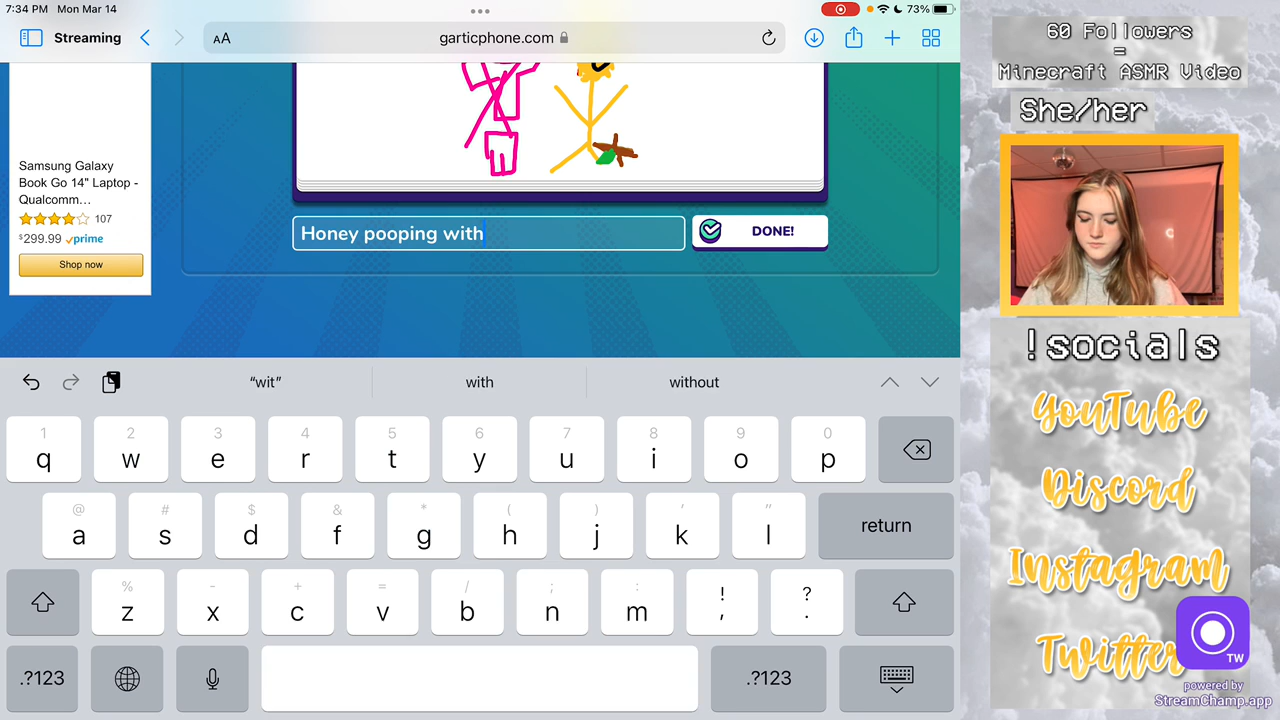 7:34 PM Mon Mar 14
73%
Streaming
AA
garticphone.com
Samsung Galaxy
Book Go 14" Laptop -
Qualcomm...
107
$299.99 prime
Shop now
Honey pooping with
DONE!
"wit" with without
1 2 3 4 5 6 7 8 9 0
q w e r t y u i o p
@ # $ & * ( ) ' "
a s d f g h j k l return
% - + = / ; : ! ?
z x c v b n m , .
.?123 .?123
60 Followers
=
Minecraft ASMR Video
She/her
!socials
YouTube
Discord
Instagram
Twitter
TW
powered by
StreamChamp.app